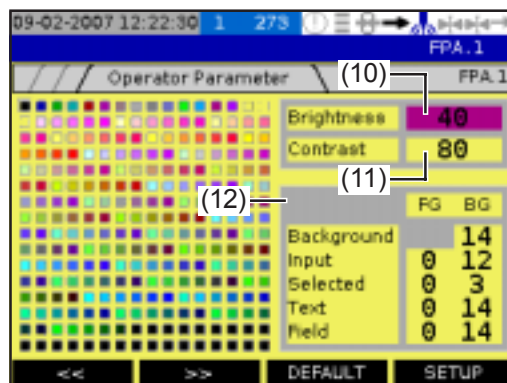 09-02-2007 12:22:30 1 273
FPA.1
Operator Parameter FPA.1
(10)
Brightness 40
Contrast 80
(11)
(12)
FG BG
Background 14
Input 0 12
Selected 0 3
Text 0 14
Field 0 14
<< >> DEFAULT SETUP